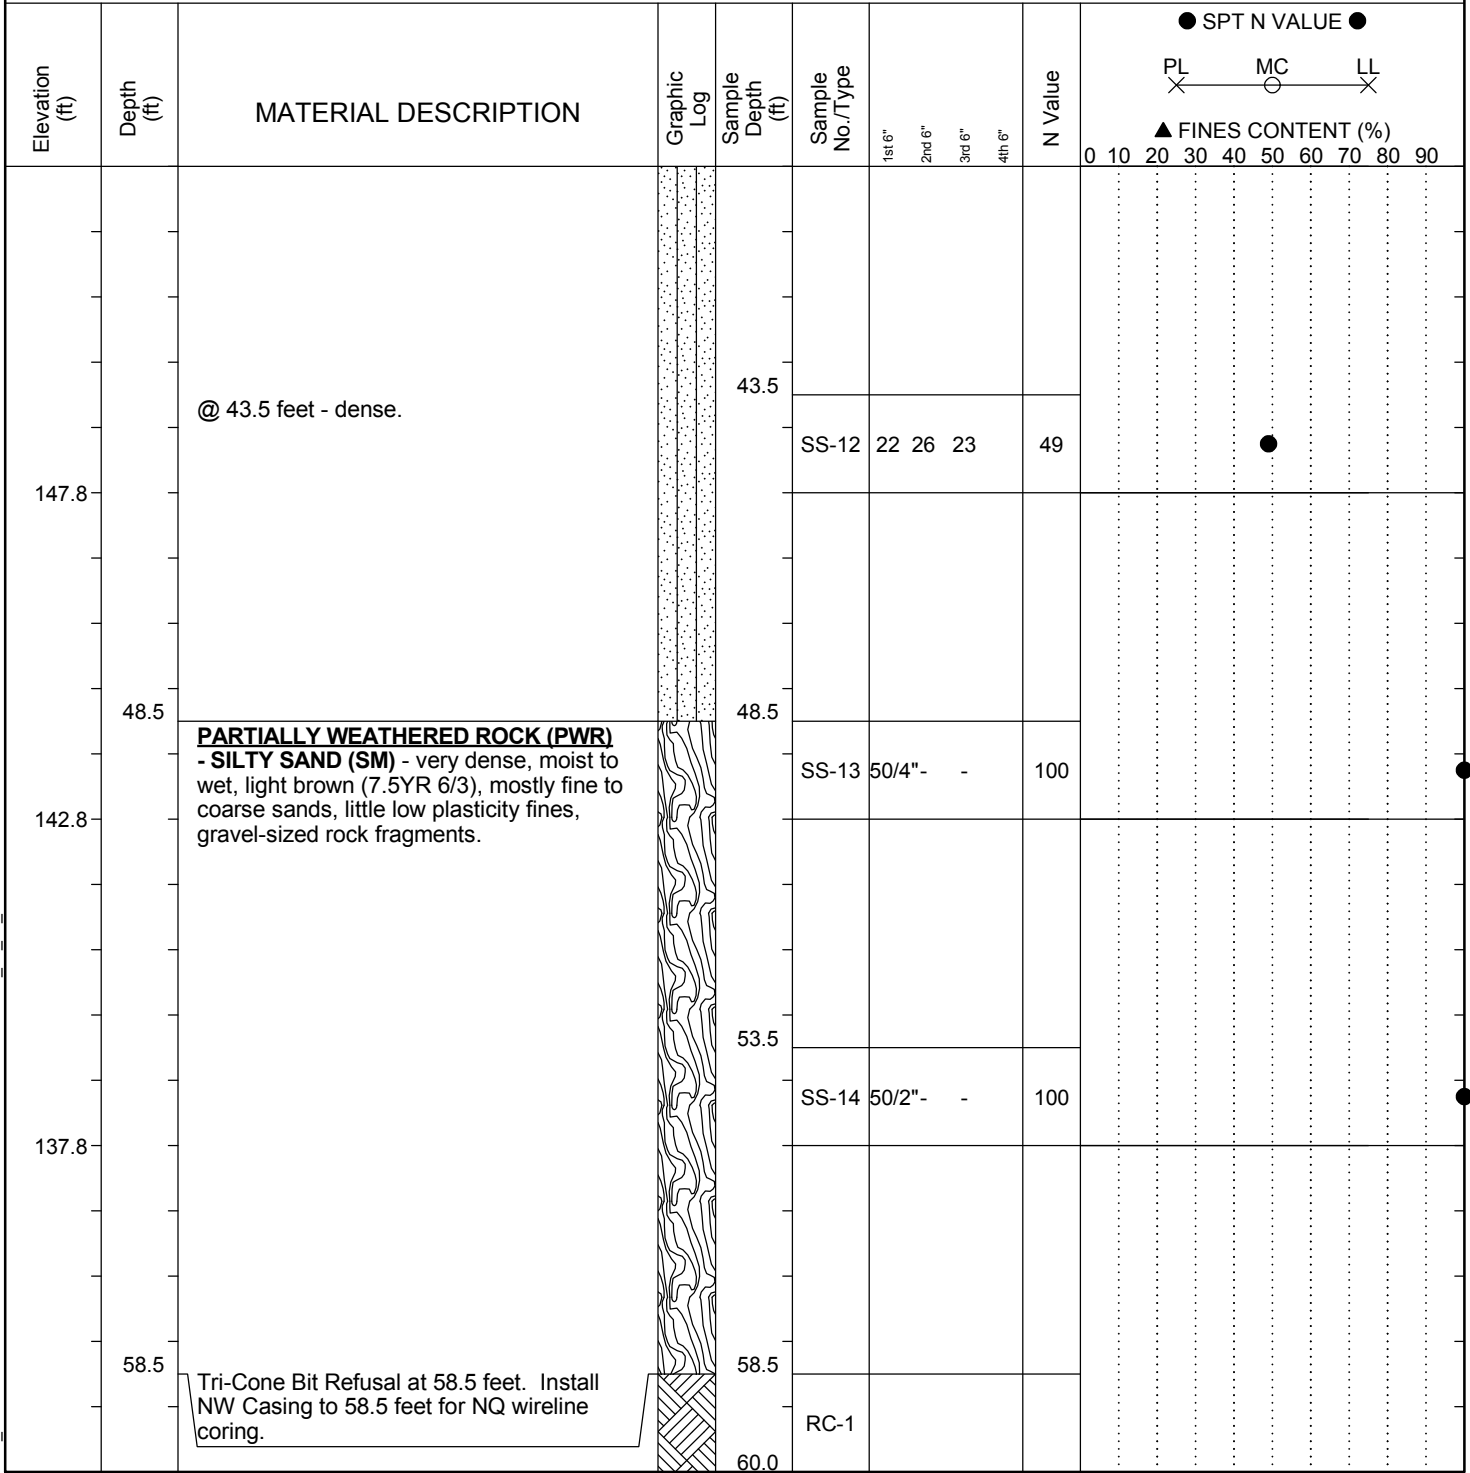 Elevation
(ft)
Depth
(ft)
MATERIAL DESCRIPTION
Graphic
Log
Sample
Depth
(ft)
Sample
No./Type
1st 6"
2nd 6"
3rd 6"
4th 6"
N Value
● SPT N VALUE ●
PL MC LL
▲ FINES CONTENT (%)
0 10 20 30 40 50 60 70 80 90
43.5
@ 43.5 feet - dense.
SS-12 22 26 23 49
147.8
48.5 48.5
PARTIALLY WEATHERED ROCK (PWR)
- SILTY SAND (SM) - very dense, moist to
wet, light brown (7.5YR 6/3), mostly fine to
coarse sands, little low plasticity fines,
gravel-sized rock fragments.
SS-13 50/4"- - 100
142.8
53.5
SS-14 50/2"- - 100
137.8
58.5 58.5
Tri-Cone Bit Refusal at 58.5 feet. Install
NW Casing to 58.5 feet for NQ wireline
coring.
RC-1
60.0